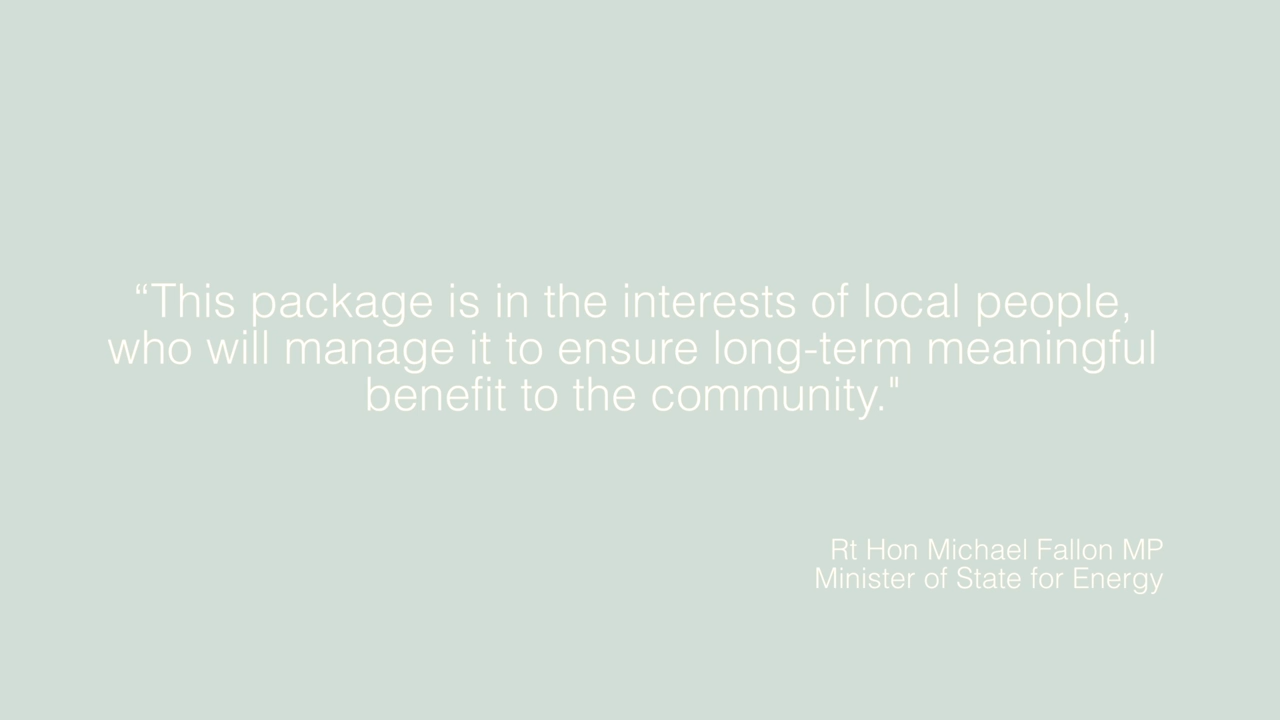 “This package is in the interests of local people,
who will manage it to ensure long-term meaningful
benefit to the community."
Rt Hon Michael Fallon MP
Minister of State for Energy